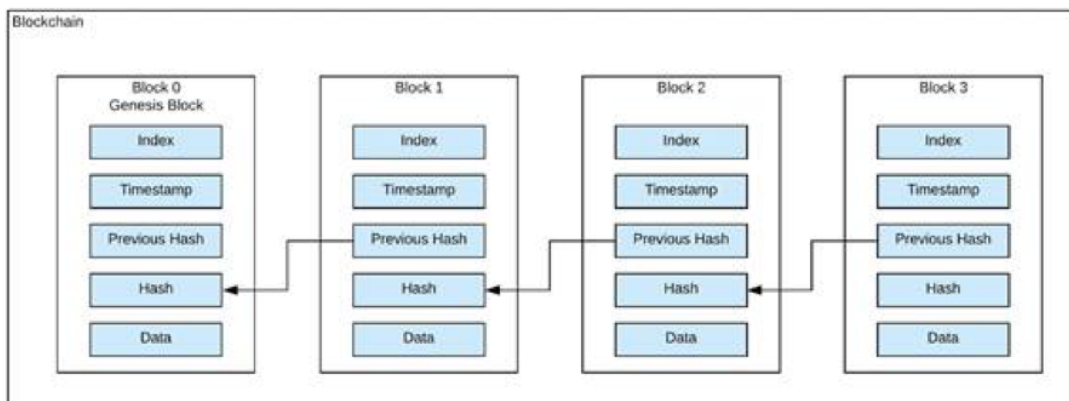 Blockchain
Block 0
Genesis Block
Index
Timestamp
Previous Hash
Hash
Data
Block 1
Index
Timestamp
Previous Hash
Hash
Data
Block 2
Index
Timestamp
Previous Hash
Hash
Data
Block 3
Index
Timestamp
Previous Hash
Hash
Data